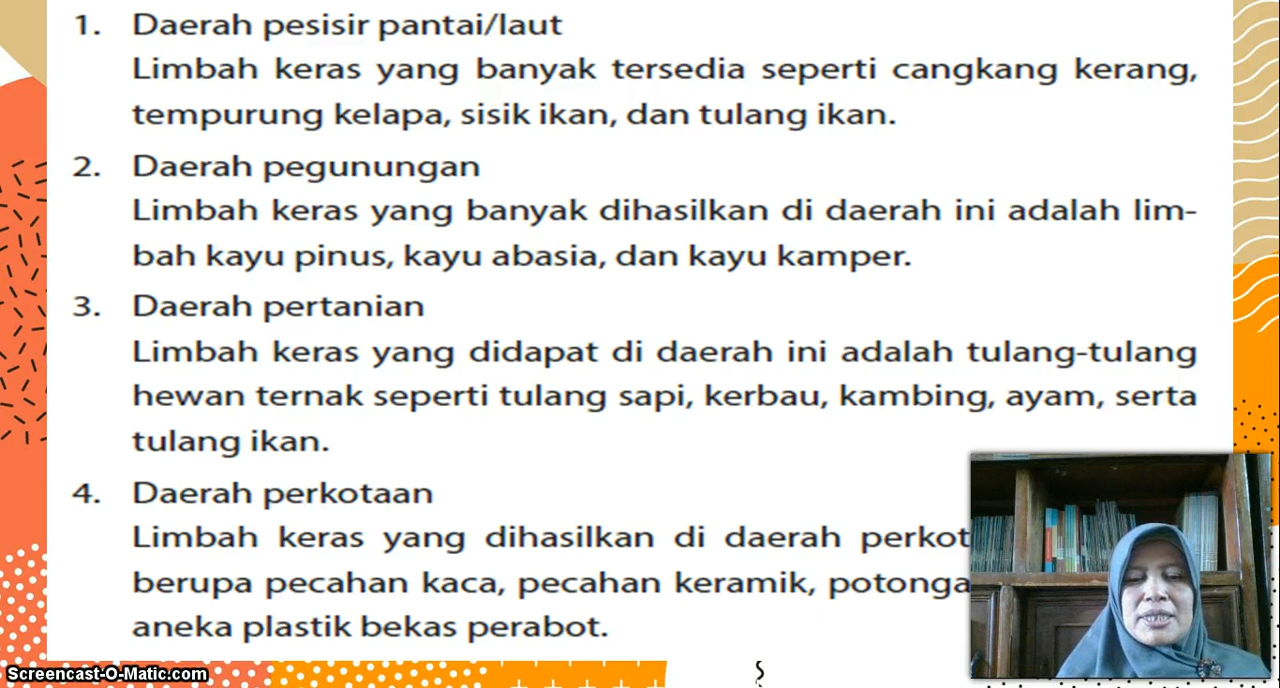 1. Daerah pesisir pantai/laut
Limbah keras yang banyak tersedia seperti cangkang kerang,
tempurung kelapa, sisik ikan, dan tulang ikan.
2. Daerah pegunungan
Limbah keras yang banyak dihasilkan di daerah ini adalah lim-
bah kayu pinus, kayu abasia, dan kayu kamper.
3. Daerah pertanian
Limbah keras yang didapat di daerah ini adalah tulang-tulang
hewan ternak seperti tulang sapi, kerbau, kambing, ayam, serta
tulang ikan.
4. Daerah perkotaan
Limbah keras yang dihasilkan di daerah perkot
berupa pecahan kaca, pecahan keramik, potonga
aneka plastik bekas perabot.
Screencast-O-Matic.com